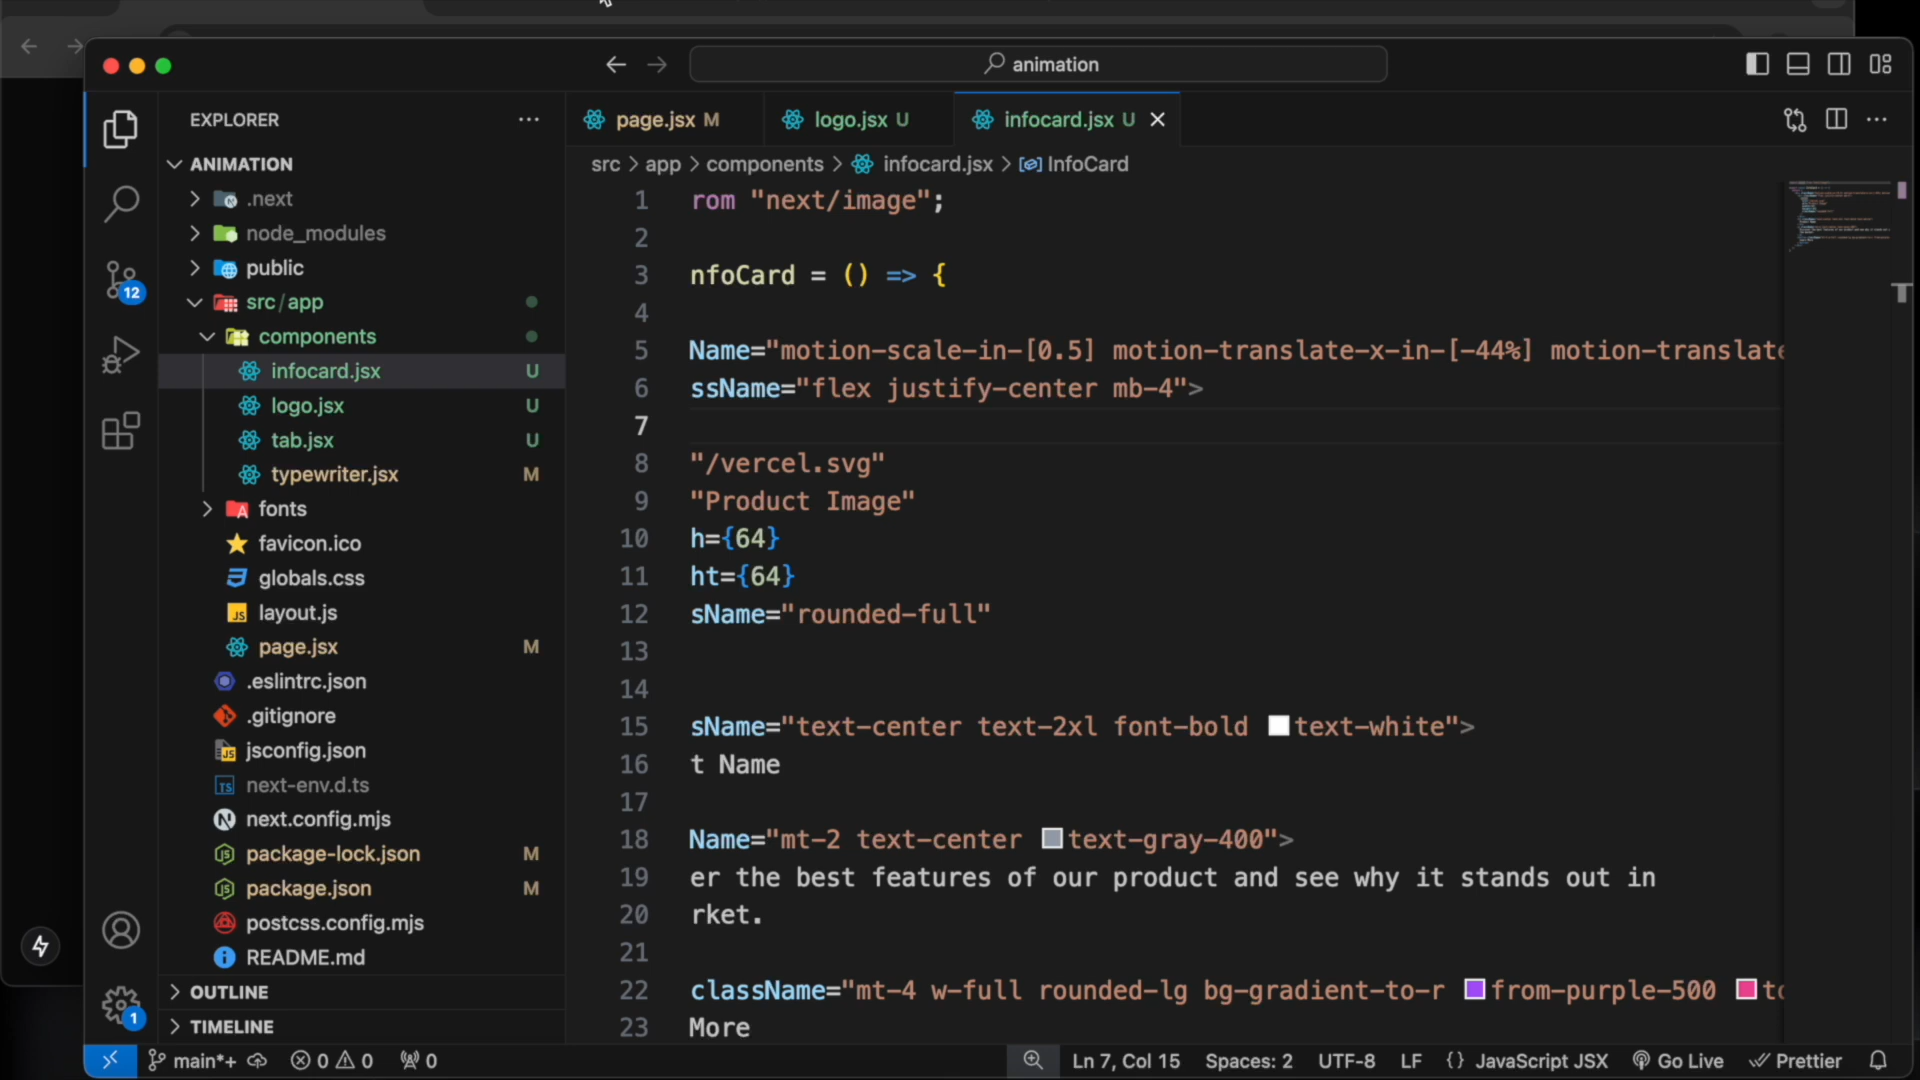 animation
EXPLORER
page.jsx M
logo.jsx U
infocard.jsx U
src > app > components > infocard.jsx > InfoCard
ANIMATION
.next
node_modules
public
src/app
components
infocard.jsx U
logo.jsx U
tab.jsx U
typewriter.jsx M
fonts
favicon.ico
globals.css
layout.js
page.jsx M
.eslintrc.json
.gitignore
jsconfig.json
next-env.d.ts
next.config.mjs
package-lock.json M
package.json M
postcss.config.mjs
README.md
OUTLINE
TIMELINE
12
1
1 rom "next/image";
2
3 nfoCard = () => {
4
5 Name="motion-scale-in-[0.5] motion-translate-x-in-[-44%] motion-translate
6 ssName="flex justify-center mb-4">
7
8 "/vercel.svg"
9 "Product Image"
10 h={64}
11 ht={64}
12 sName="rounded-full"
13
14
15 sName="text-center text-2xl font-bold text-white">
16 t Name
17
18 Name="mt-2 text-center text-gray-400">
19 er the best features of our product and see why it stands out in
20 rket.
21
22 className="mt-4 w-full rounded-lg bg-gradient-to-r from-purple-500 to
23 More
main*+ 0 0 0
Ln 7, Col 15 Spaces: 2 UTF-8 LF {} JavaScript JSX Go Live Prettier